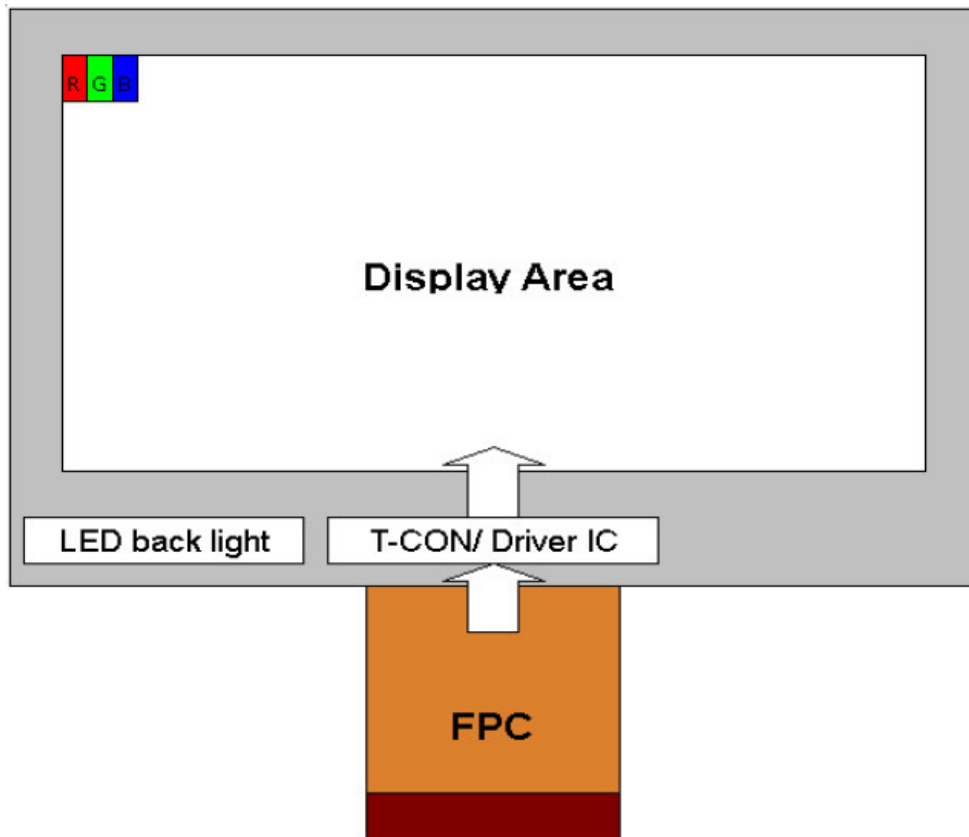 R G B
Display Area
LED back light
T-CON/ Driver IC
FPC